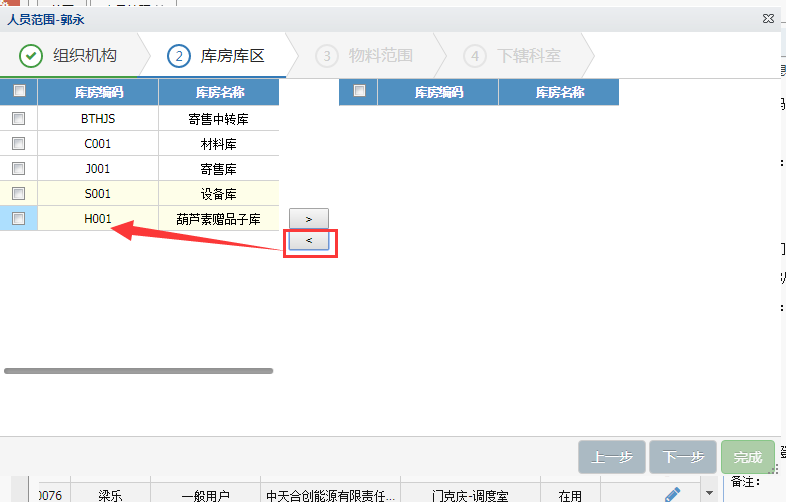 人员范围-郭永
组织机构 2 库房库区 3 物料范围 4 下辖科室
库房编码 库房名称 库房编码 库房名称
BTHJS 寄售中转库
C001 材料库
J001 寄售库
S001 设备库
H001 葫芦素赠品子库
>
<
上一步 下一步 完成
备注：
0076 梁乐 一般用户 中天合创能源有限责任... 门克庆-调度室 在用